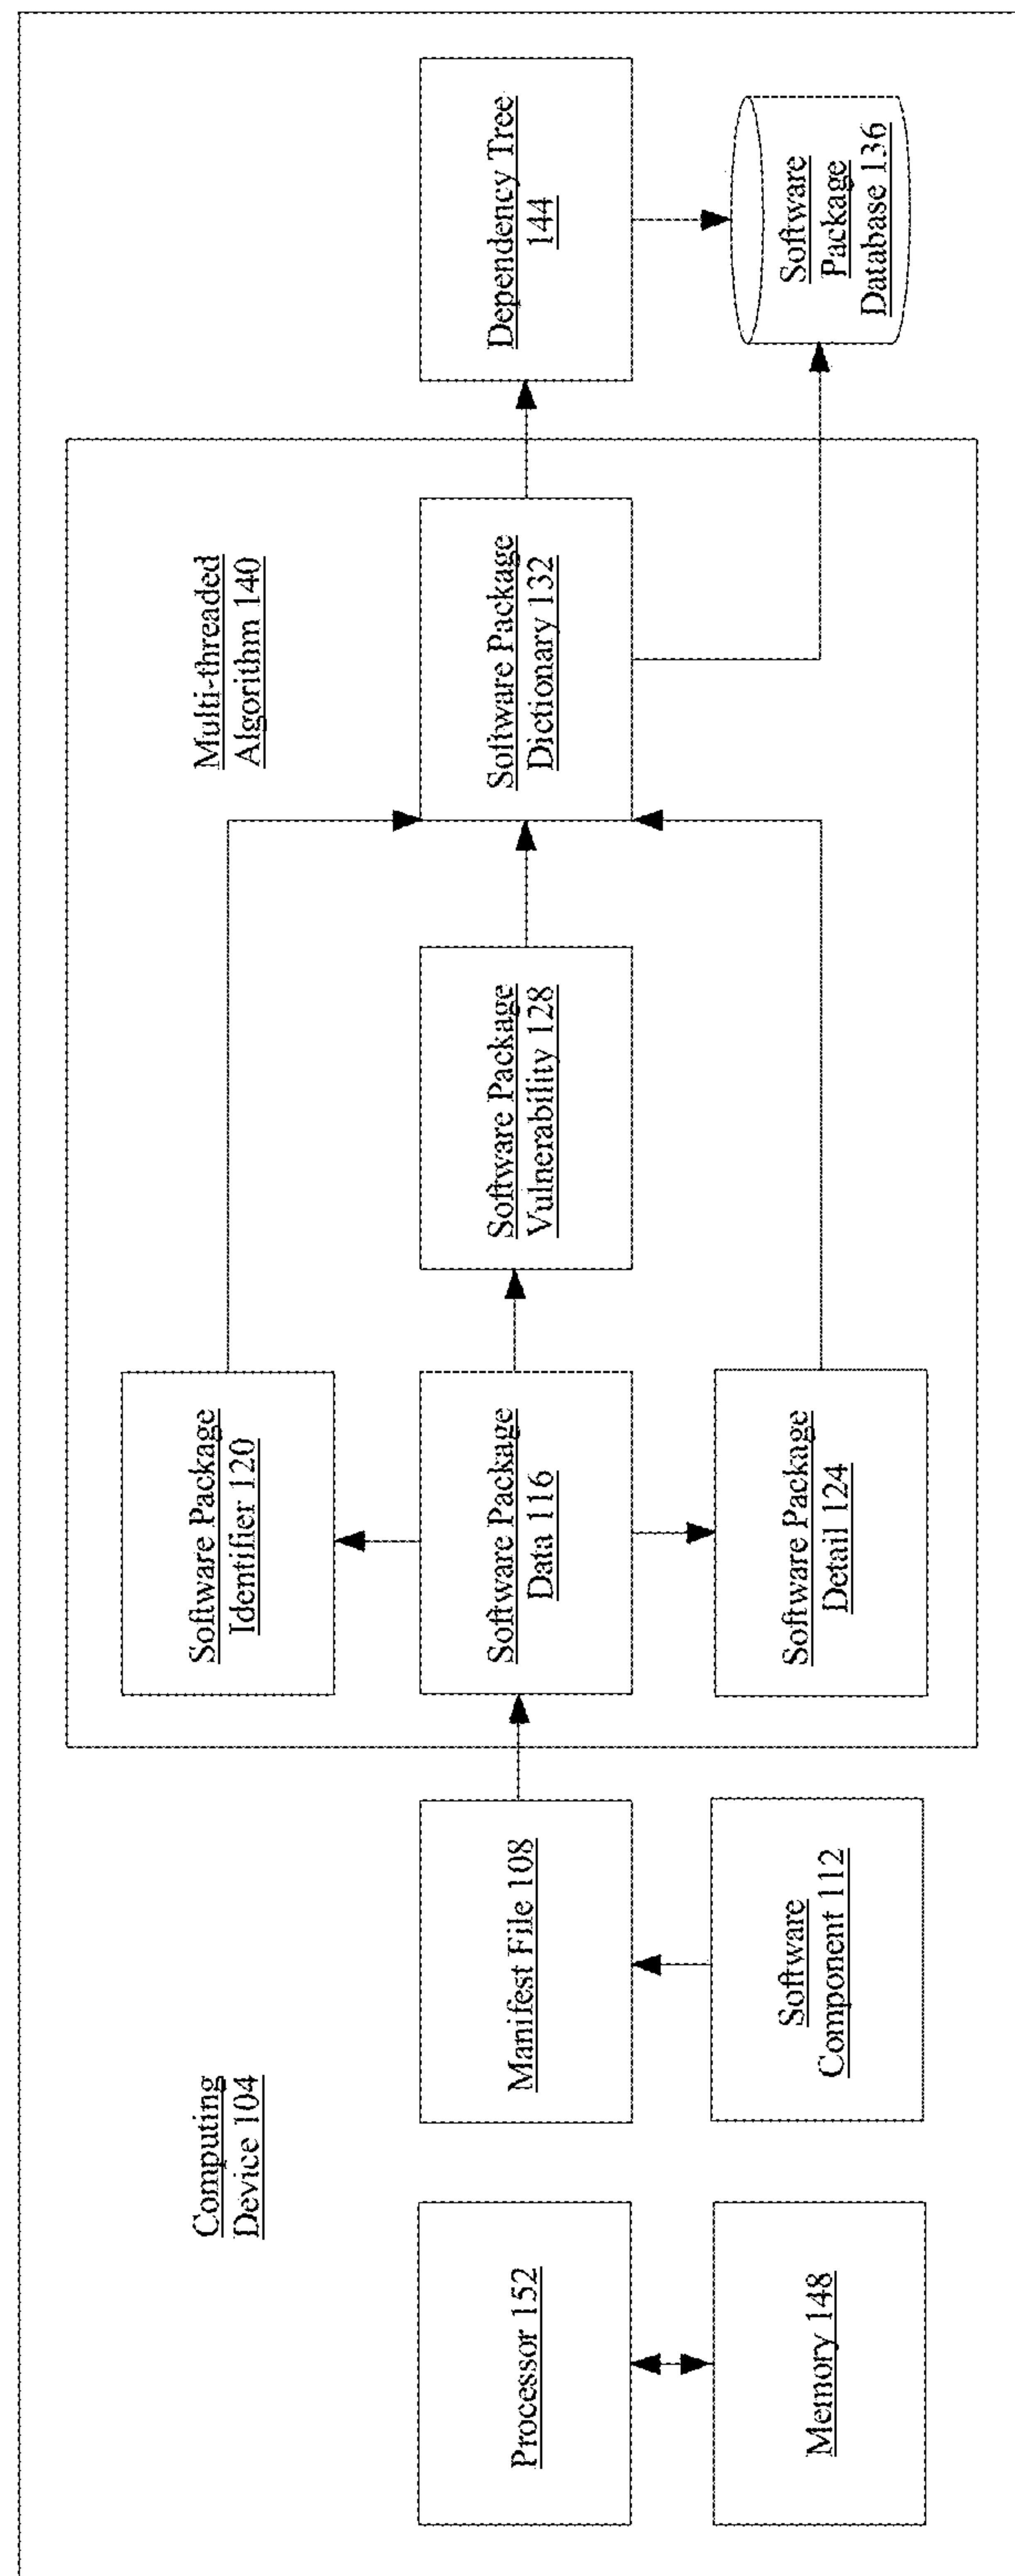 Computing
Device 104
Processor 152
Memory 148
Manifest File 108
Software
Component 112
Multi-threaded
Algorithm 140
Software Package
Identifier 120
Software Package
Data 116
Software Package
Detail 124
Software Package
Vulnerability 128
Software Package
Dictionary 132
Dependency Tree
144
Software
Package
Database 136